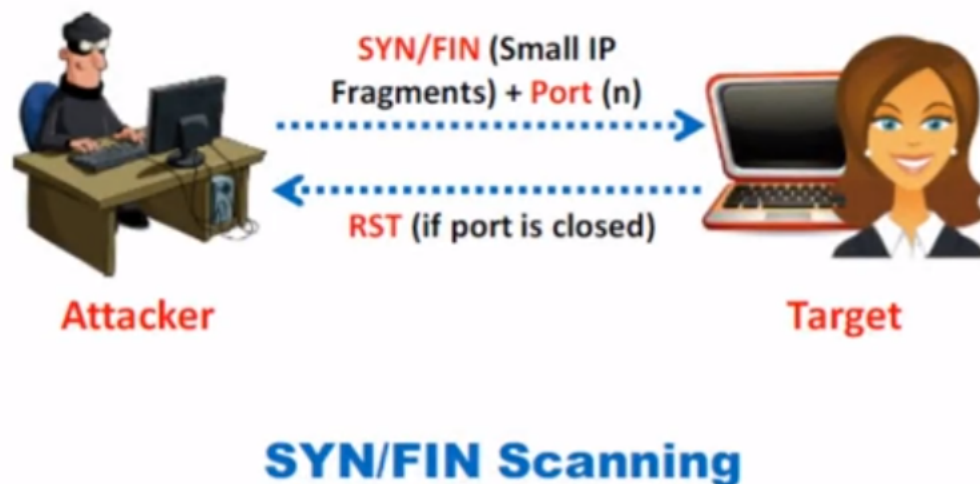 SYN/FIN (Small IP
Fragments) + Port (n)
RST (if port is closed)
Attacker
Target
SYN/FIN Scanning